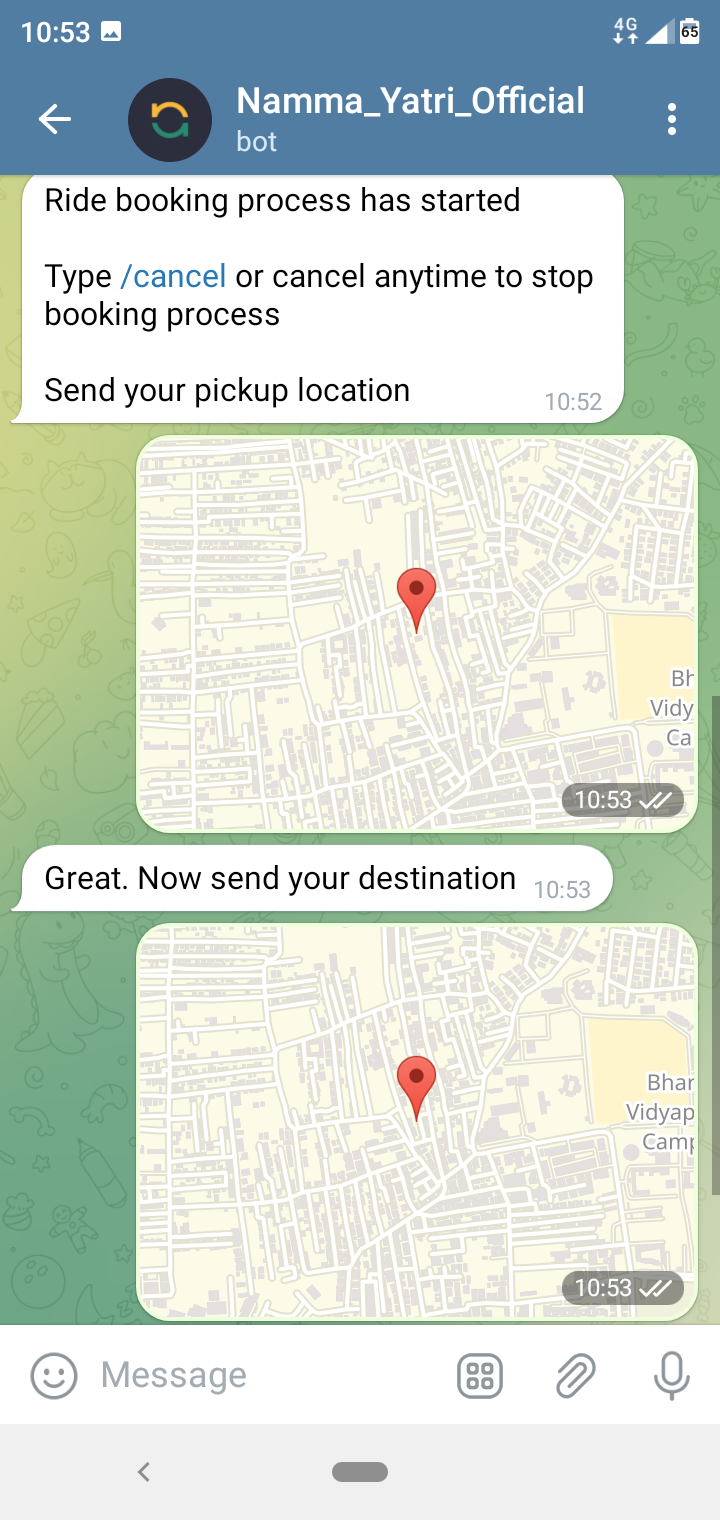 10:53
4G
65
Namma_Yatri_Official
bot
Ride booking process has started
Type /cancel or cancel anytime to stop
booking process
Send your pickup location
10:52
Bh
Vidy
Ca
10:53
Great. Now send your destination
10:53
Bhar
Vidyap
Camp
10:53
Message